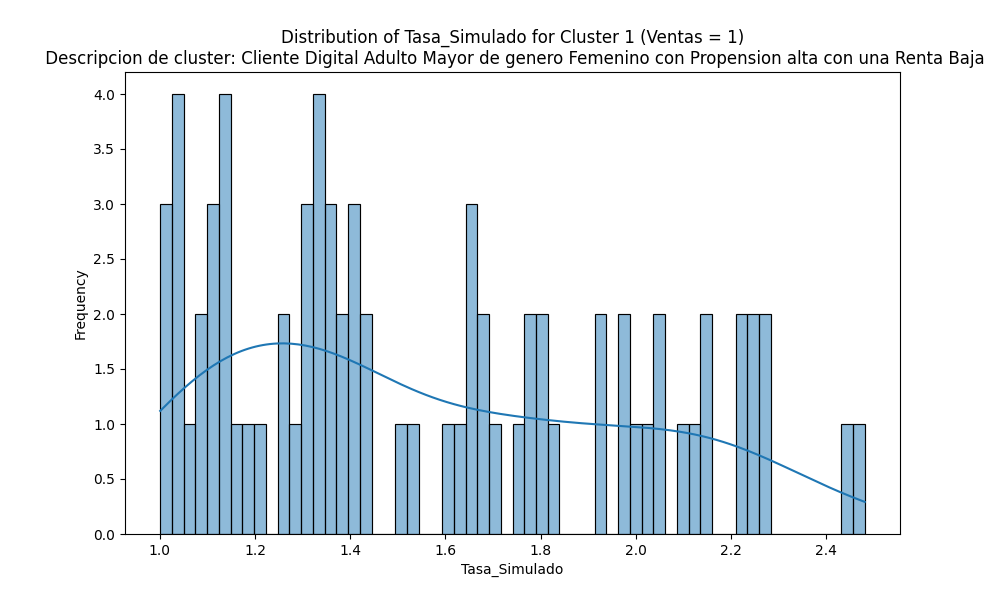 Distribution of Tasa_Simulado for Cluster 1 (Ventas = 1)
Descripcion de cluster: Cliente Digital Adulto Mayor de genero Femenino con Propension alta con una Renta Baja
4.0
3.5
3.0
2.5
2.0
1.5
1.0
0.5
0.0
Frequency
1.0 1.2 1.4 1.6 1.8 2.0 2.2 2.4
Tasa_Simulado